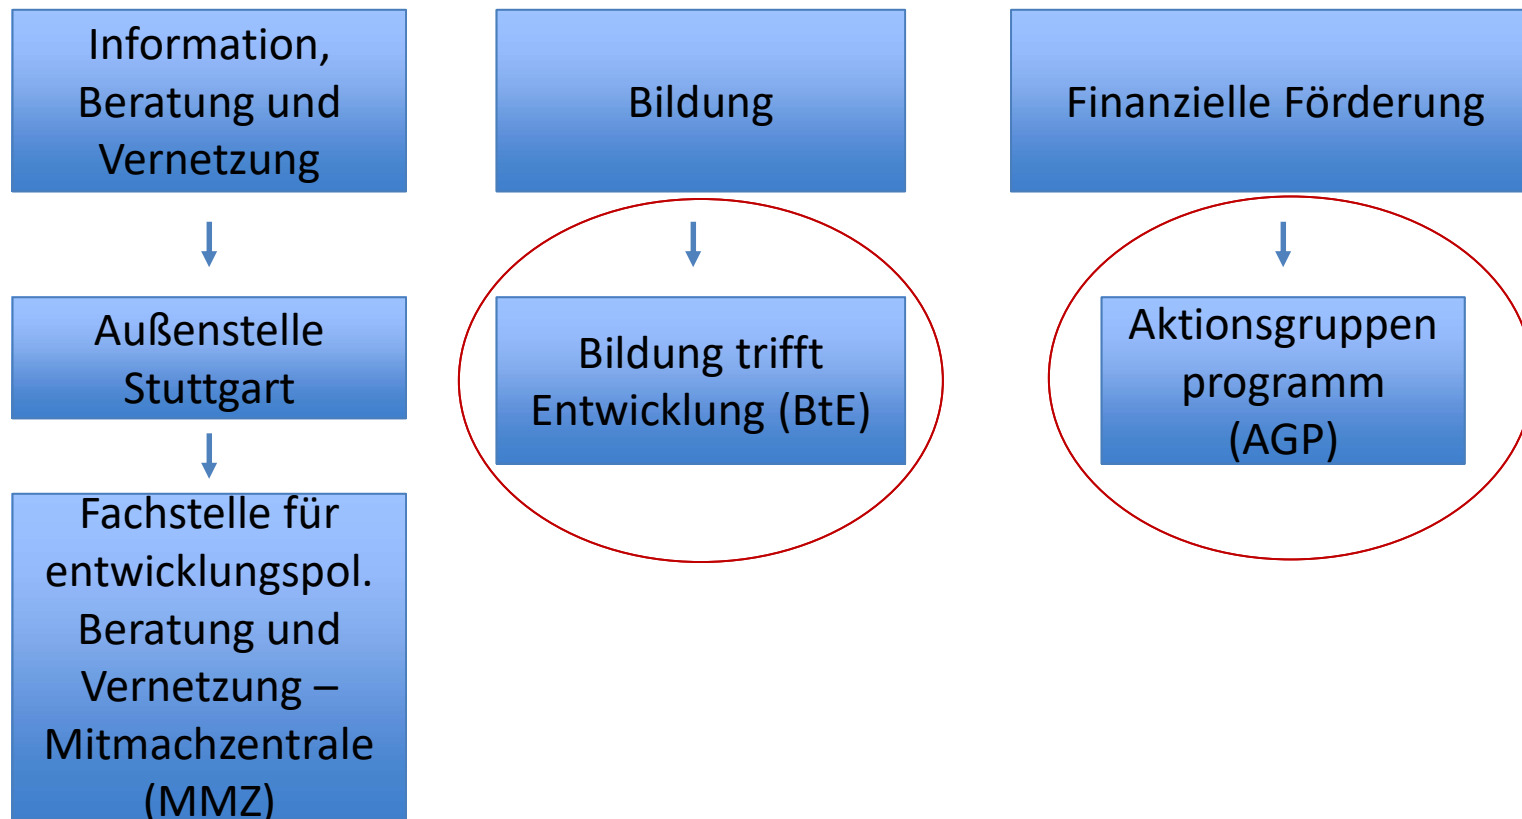 Information,
Beratung und
Vernetzung
Bildung
Finanzielle Förderung
Außenstelle
Stuttgart
Bildung trifft
Entwicklung (BtE)
Aktionsgruppen
programm
(AGP)
Fachstelle für
entwicklungspol.
Beratung und
Vernetzung –
Mitmachzentrale
(MMZ)